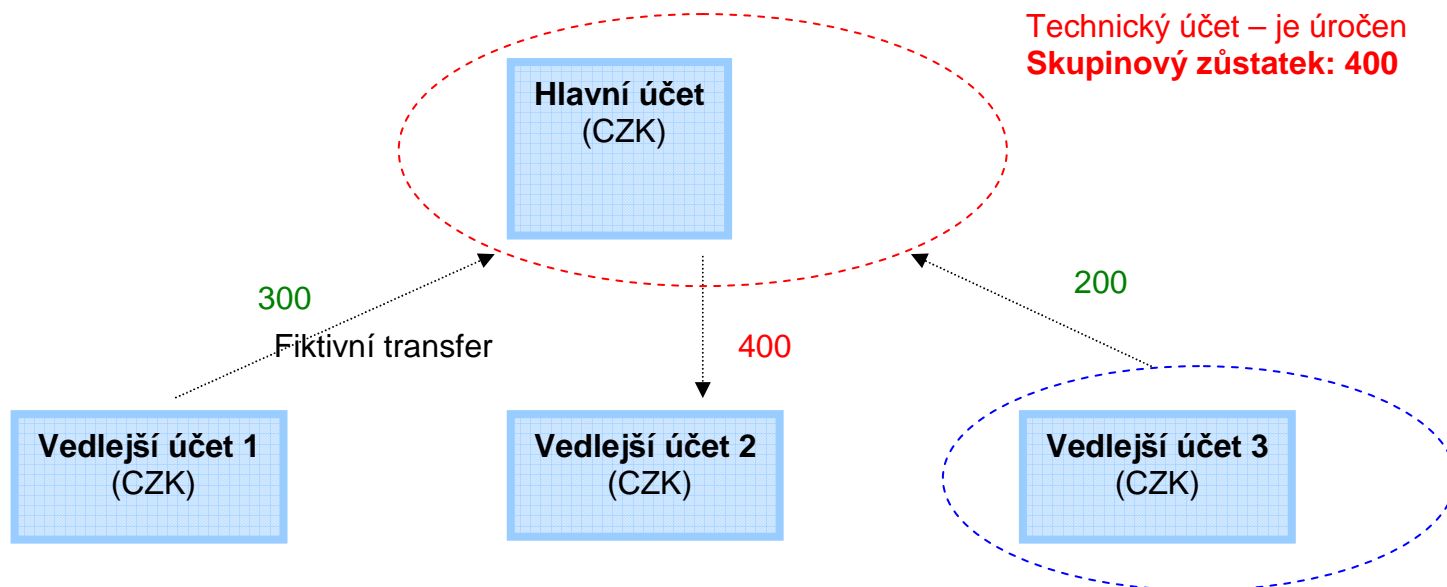 Technický účet – je úročen
Skupinový zůstatek: 400
Hlavní účet
(CZK)
300
200
Fiktivní transfer
400
Vedlejší účet 1
(CZK)
Vedlejší účet 2
(CZK)
Vedlejší účet 3
(CZK)